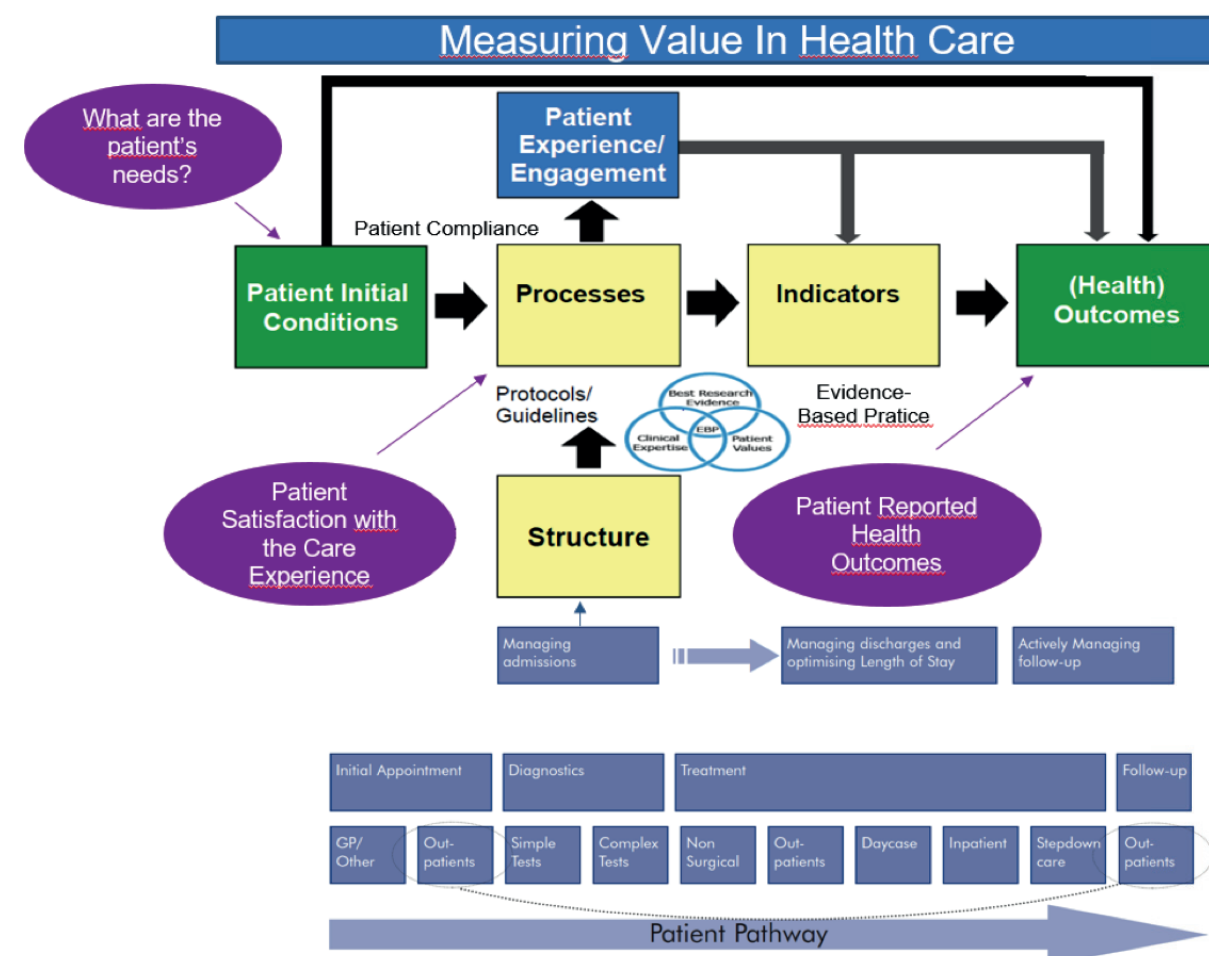 Measuring Value In Health Care
What are the
patient's
needs?
Patient
Experience/
Engagement
Patient Compliance
Patient Initial
Conditions
Processes
Indicators
(Health)
Outcomes
Protocols/
Guidelines
Best Research
Evidence
Clinical
Expertise
EBP
Patient
Values
Evidence-
Based Pratice
Patient
Satisfaction with
the Care
Experience
Structure
Patient Reported
Health
Outcomes
Managing
admissions
Managing discharges and
optimising Length of Stay
Actively Managing
follow-up
Initial Appointment
Diagnostics
Treatment
Follow-up
GP/
Other
Out-
patients
Simple
Tests
Complex
Tests
Non
Surgical
Out-
patients
Daycase
Inpatient
Stepdown
care
Out-
patients
Patient Pathway